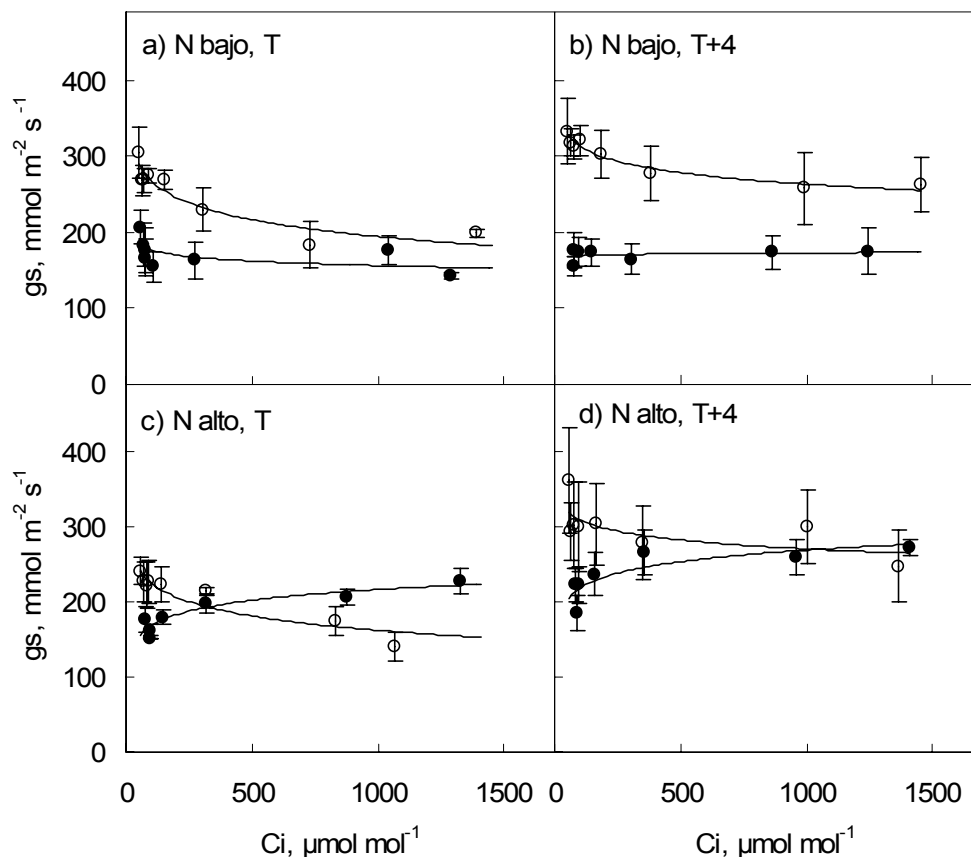 a) N bajo, T
b) N bajo, T+4
400
300
200
100
0
gs, mmol m⁻² s⁻¹
c) N alto, T
d) N alto, T+4
400
300
200
100
0
gs, mmol m⁻² s⁻¹
0 500 1000 1500
0 500 1000 1500
Ci, µmol mol⁻¹
Ci, µmol mol⁻¹